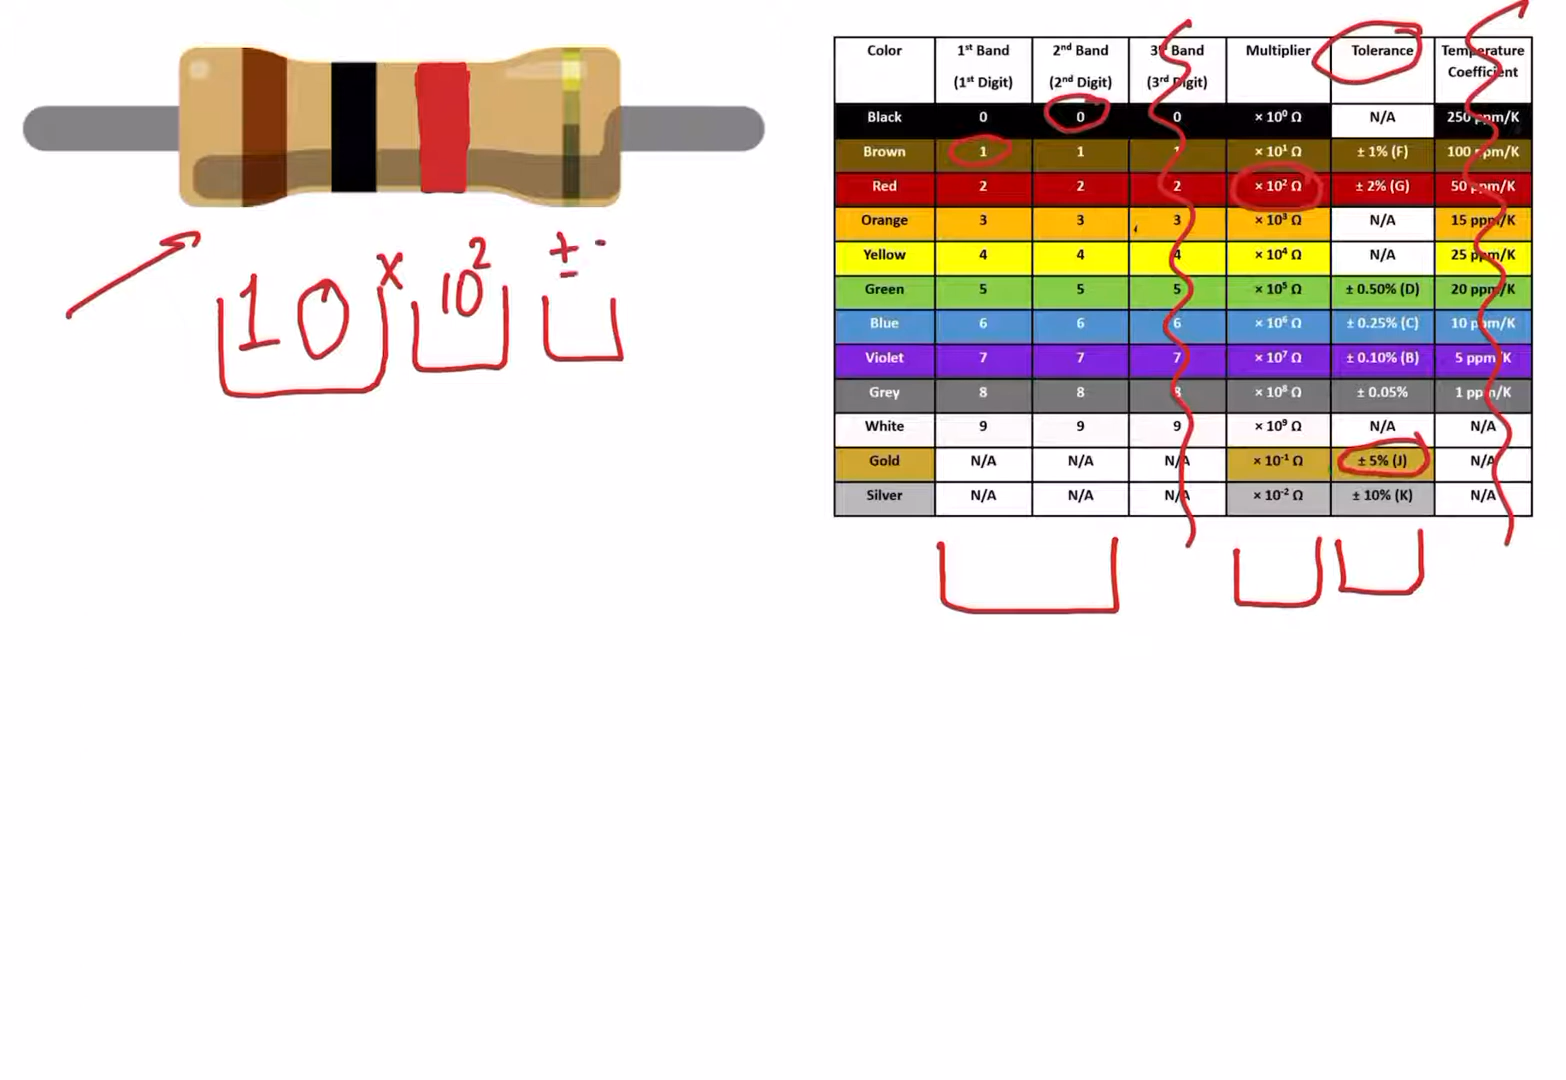 10 x 10² ±
Color 1st Band (1st Digit) 2nd Band (2nd Digit) 3rd Band (3rd Digit) Multiplier Tolerance Temperature Coefficient
Black 0 0 0 × 10⁰ Ω N/A 250 ppm/K
Brown 1 1 1 × 10¹ Ω ± 1% (F) 100 ppm/K
Red 2 2 2 × 10² Ω ± 2% (G) 50 ppm/K
Orange 3 3 3 × 10³ Ω N/A 15 ppm/K
Yellow 4 4 4 × 10⁴ Ω N/A 25 ppm/K
Green 5 5 5 × 10⁵ Ω ± 0.50% (D) 20 ppm/K
Blue 6 6 6 × 10⁶ Ω ± 0.25% (C) 10 ppm/K
Violet 7 7 7 × 10⁷ Ω ± 0.10% (B) 5 ppm/K
Grey 8 8 8 × 10⁸ Ω ± 0.05% 1 ppm/K
White 9 9 9 × 10⁹ Ω N/A N/A
Gold N/A N/A N/A × 10⁻¹ Ω ± 5% (J) N/A
Silver N/A N/A N/A × 10⁻² Ω ± 10% (K) N/A